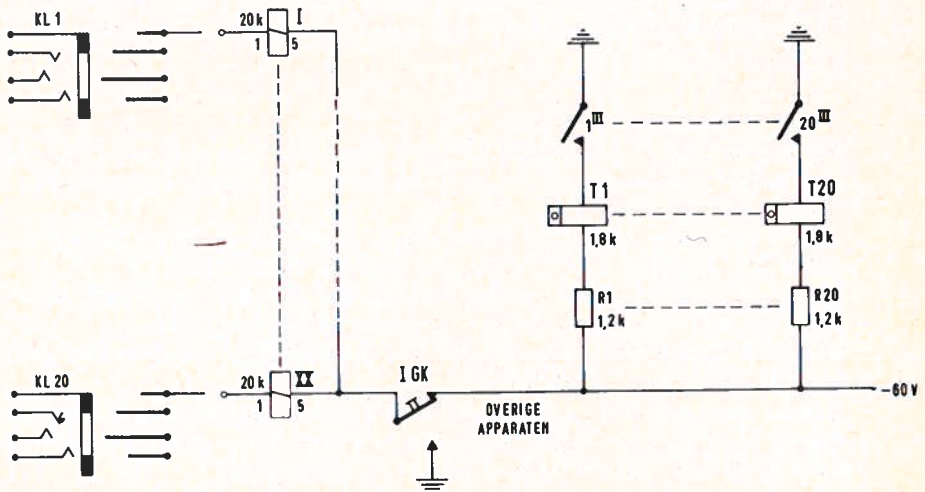 KL 1
20k
I
1
5
1 III
20 III
T1
1,8k
T20
1,8k
R1
1,2k
R20
1,2k
KL 20
20k
XX
1
5
I GK
II
OVERIGE
APPARATEN
-60V